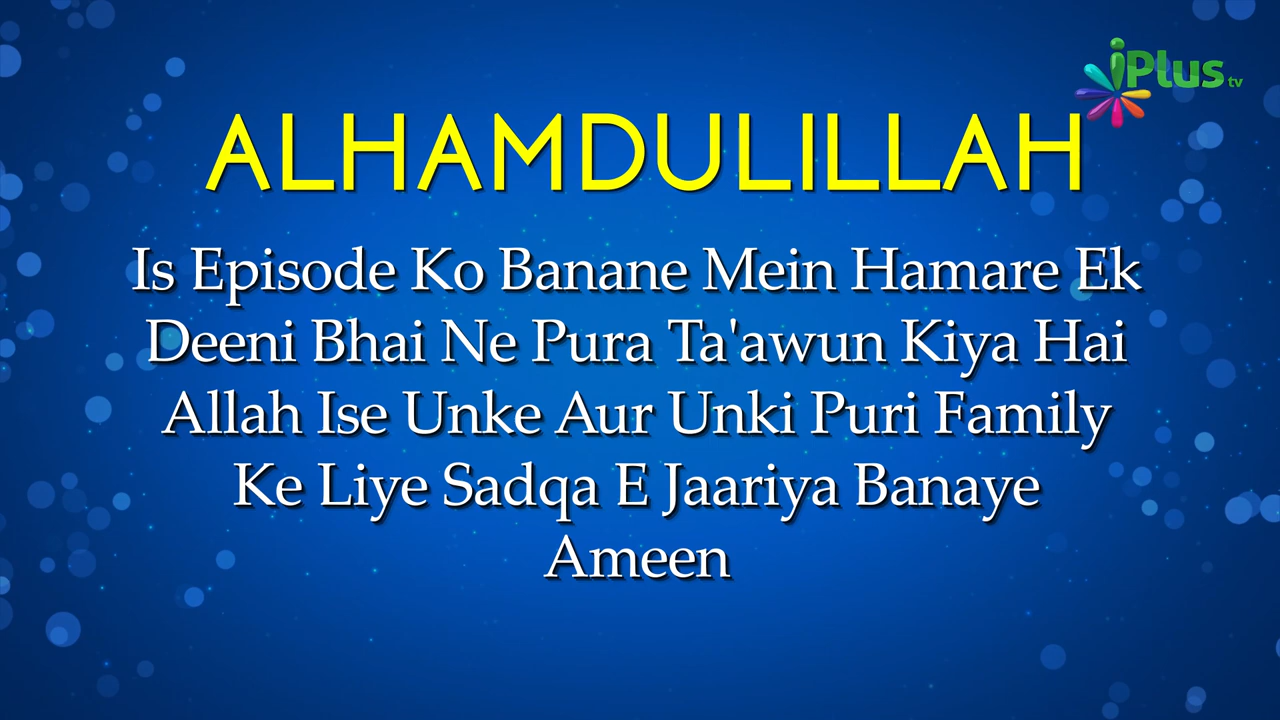 iPlus tv
ALHAMDULILLAH
Is Episode Ko Banane Mein Hamare Ek
Deeni Bhai Ne Pura Ta'awun Kiya Hai
Allah Ise Unke Aur Unki Puri Family
Ke Liye Sadqa E Jaariya Banaye
Ameen